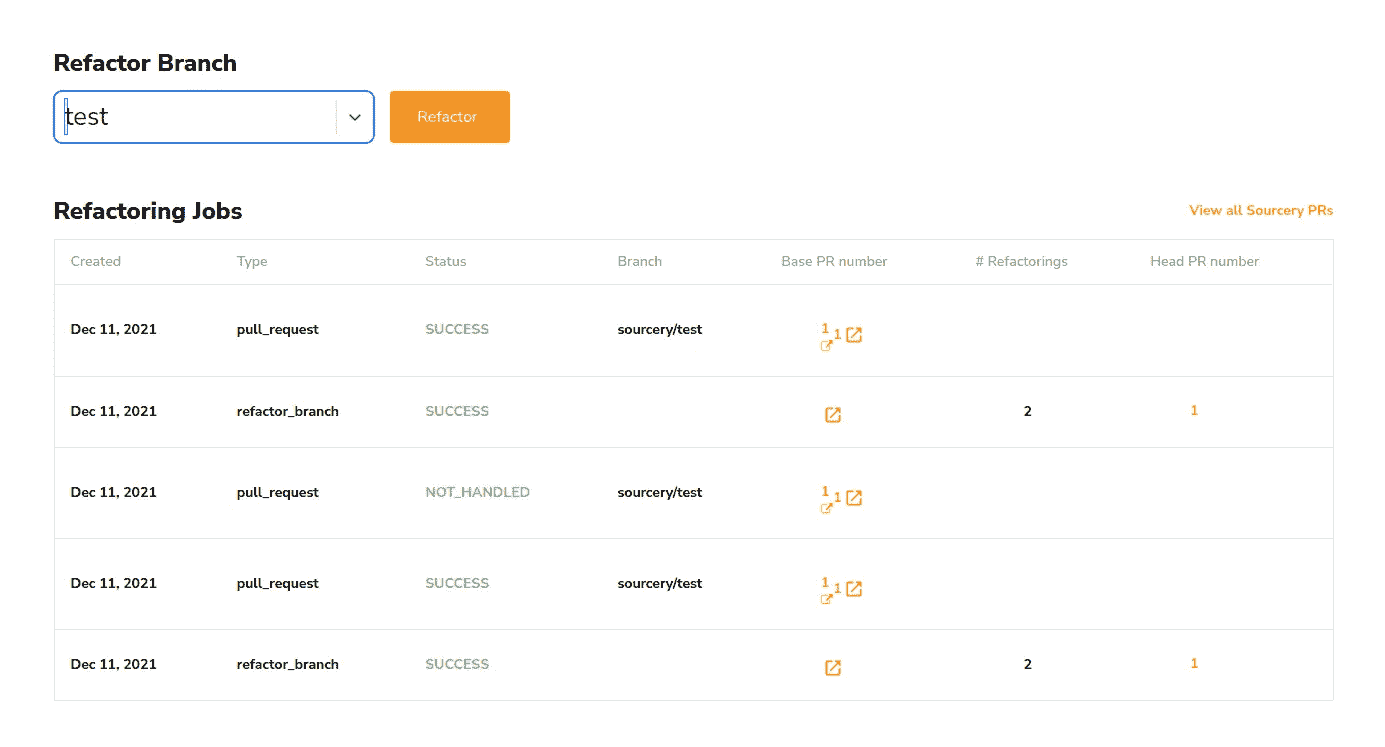 Refactor Branch
test
Refactor
Refactoring Jobs
View all Sourcery PRs
Created Type Status Branch Base PR number # Refactorings Head PR number
Dec 11, 2021 pull_request SUCCESS sourcery/test 1 1
Dec 11, 2021 refactor_branch SUCCESS 2 1
Dec 11, 2021 pull_request NOT_HANDLED sourcery/test 1 1
Dec 11, 2021 pull_request SUCCESS sourcery/test 1 1
Dec 11, 2021 refactor_branch SUCCESS 2 1